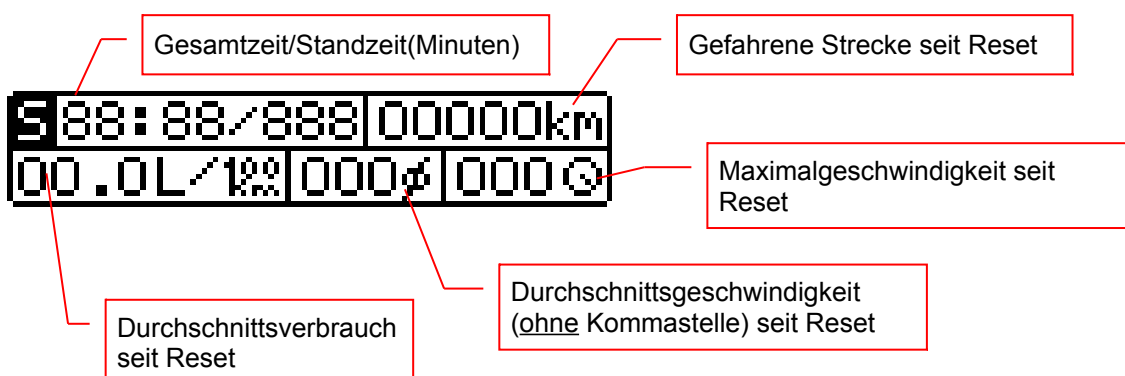 Gesamtzeit/Standzeit(Minuten)
Gefahrene Strecke seit Reset
S 88:88/888 00000km
00.0L/100km 000ø 000
Maximalgeschwindigkeit seit
Reset
Durchschnittsgeschwindigkeit
(ohne Kommastelle) seit Reset
Durchschnittsverbrauch
seit Reset